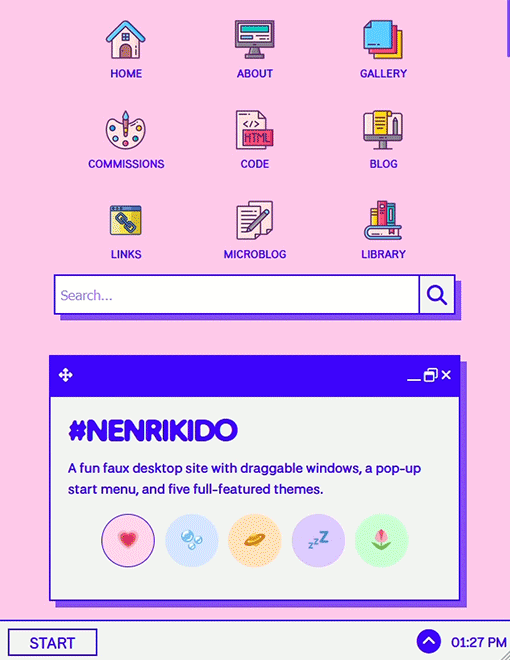 HOME ABOUT GALLERY
</>
HTML
COMMISSIONS CODE BLOG
LINKS MICROBLOG LIBRARY
Search...
#NENRIKIDO
A fun faux desktop site with draggable windows, a pop-up
start menu, and five full-featured themes.
zzZ
START 01:27 PM